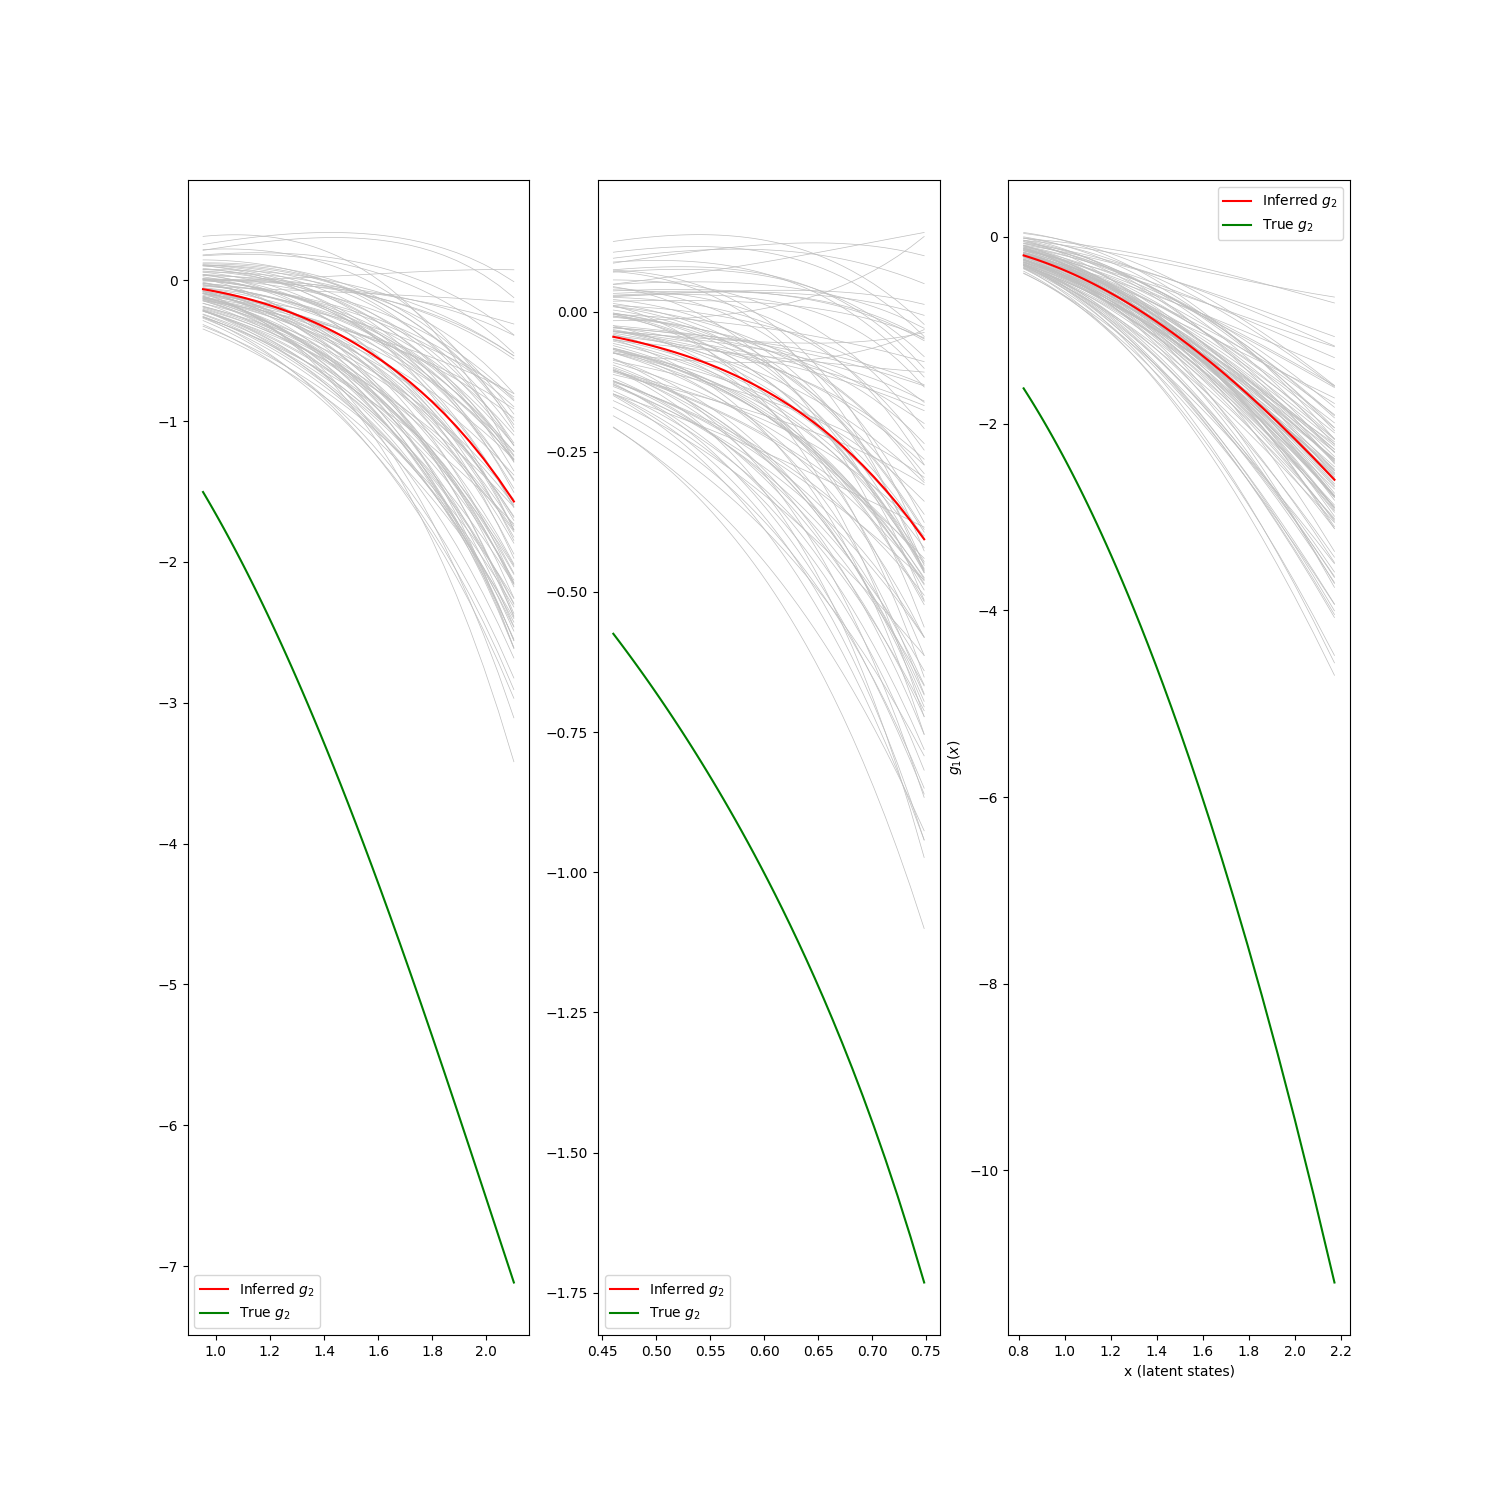 0
−1
−2
−3
−4
−5
−6
−7
1.0 1.2 1.4 1.6 1.8 2.0
Inferred g₂
True g₂
0.00
−0.25
−0.50
−0.75
−1.00
−1.25
−1.50
−1.75
0.45 0.50 0.55 0.60 0.65 0.70 0.75
Inferred g₂
True g₂
g₁(x)
0
−2
−4
−6
−8
−10
0.8 1.0 1.2 1.4 1.6 1.8 2.0 2.2
x (latent states)
Inferred g₂
True g₂